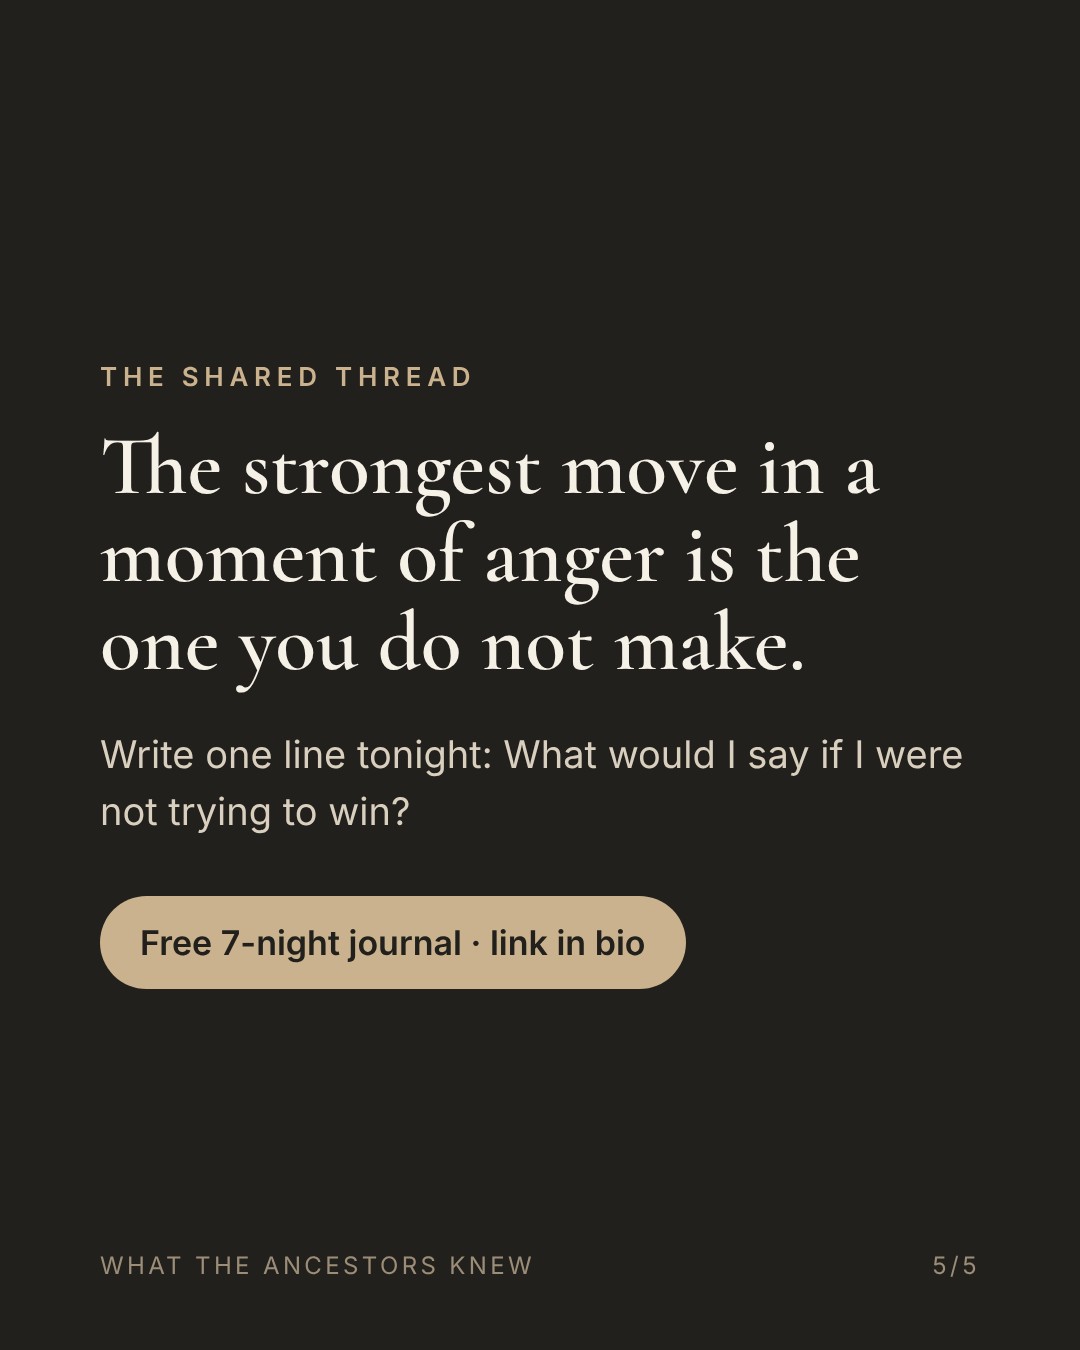 THE SHARED THREAD
The strongest move in a
moment of anger is the
one you do not make.
Write one line tonight: What would I say if I were
not trying to win?
Free 7-night journal · link in bio
WHAT THE ANCESTORS KNEW
5/5